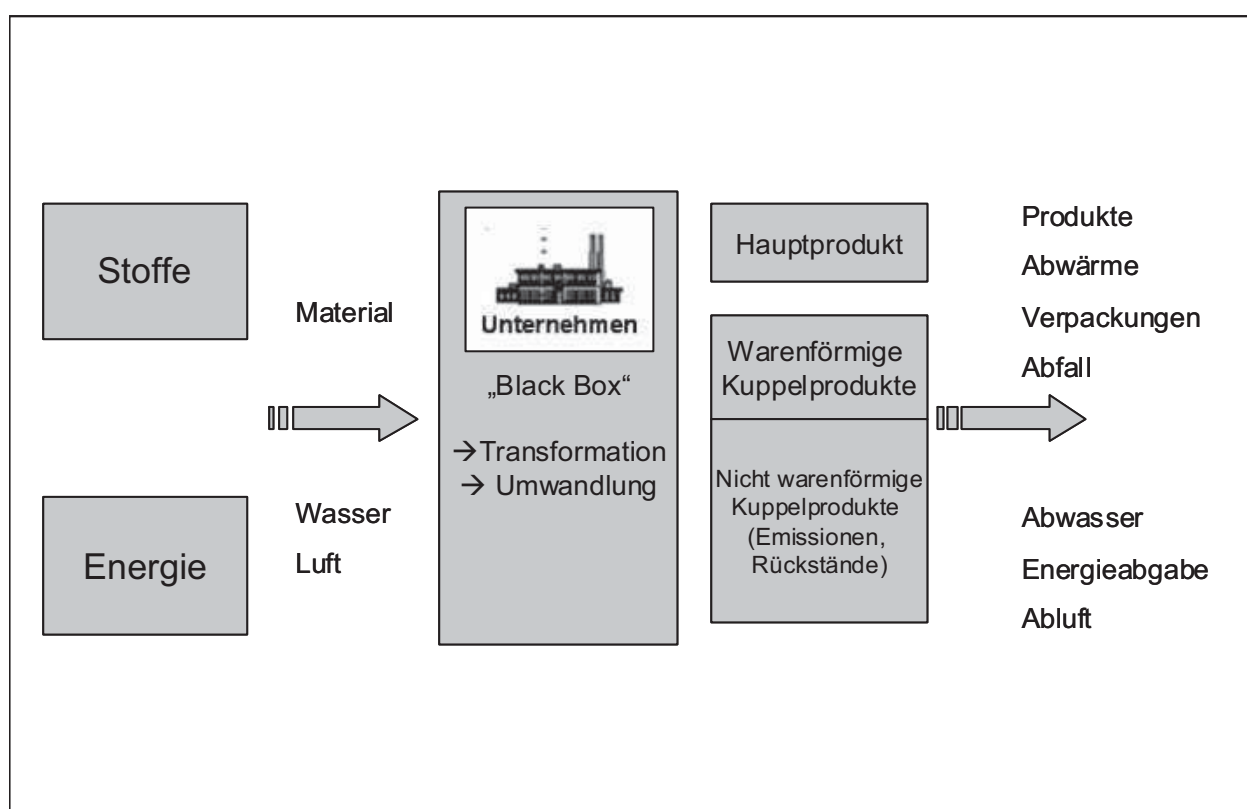 Stoffe
Energie
Material
Wasser
Luft
Unternehmen
„Black Box“
→Transformation
→ Umwandlung
Hauptprodukt
Warenförmige
Kuppelprodukte
Nicht warenförmige
Kuppelprodukte
(Emissionen,
Rückstände)
Produkte
Abwärme
Verpackungen
Abfall
Abwasser
Energieabgabe
Abluft